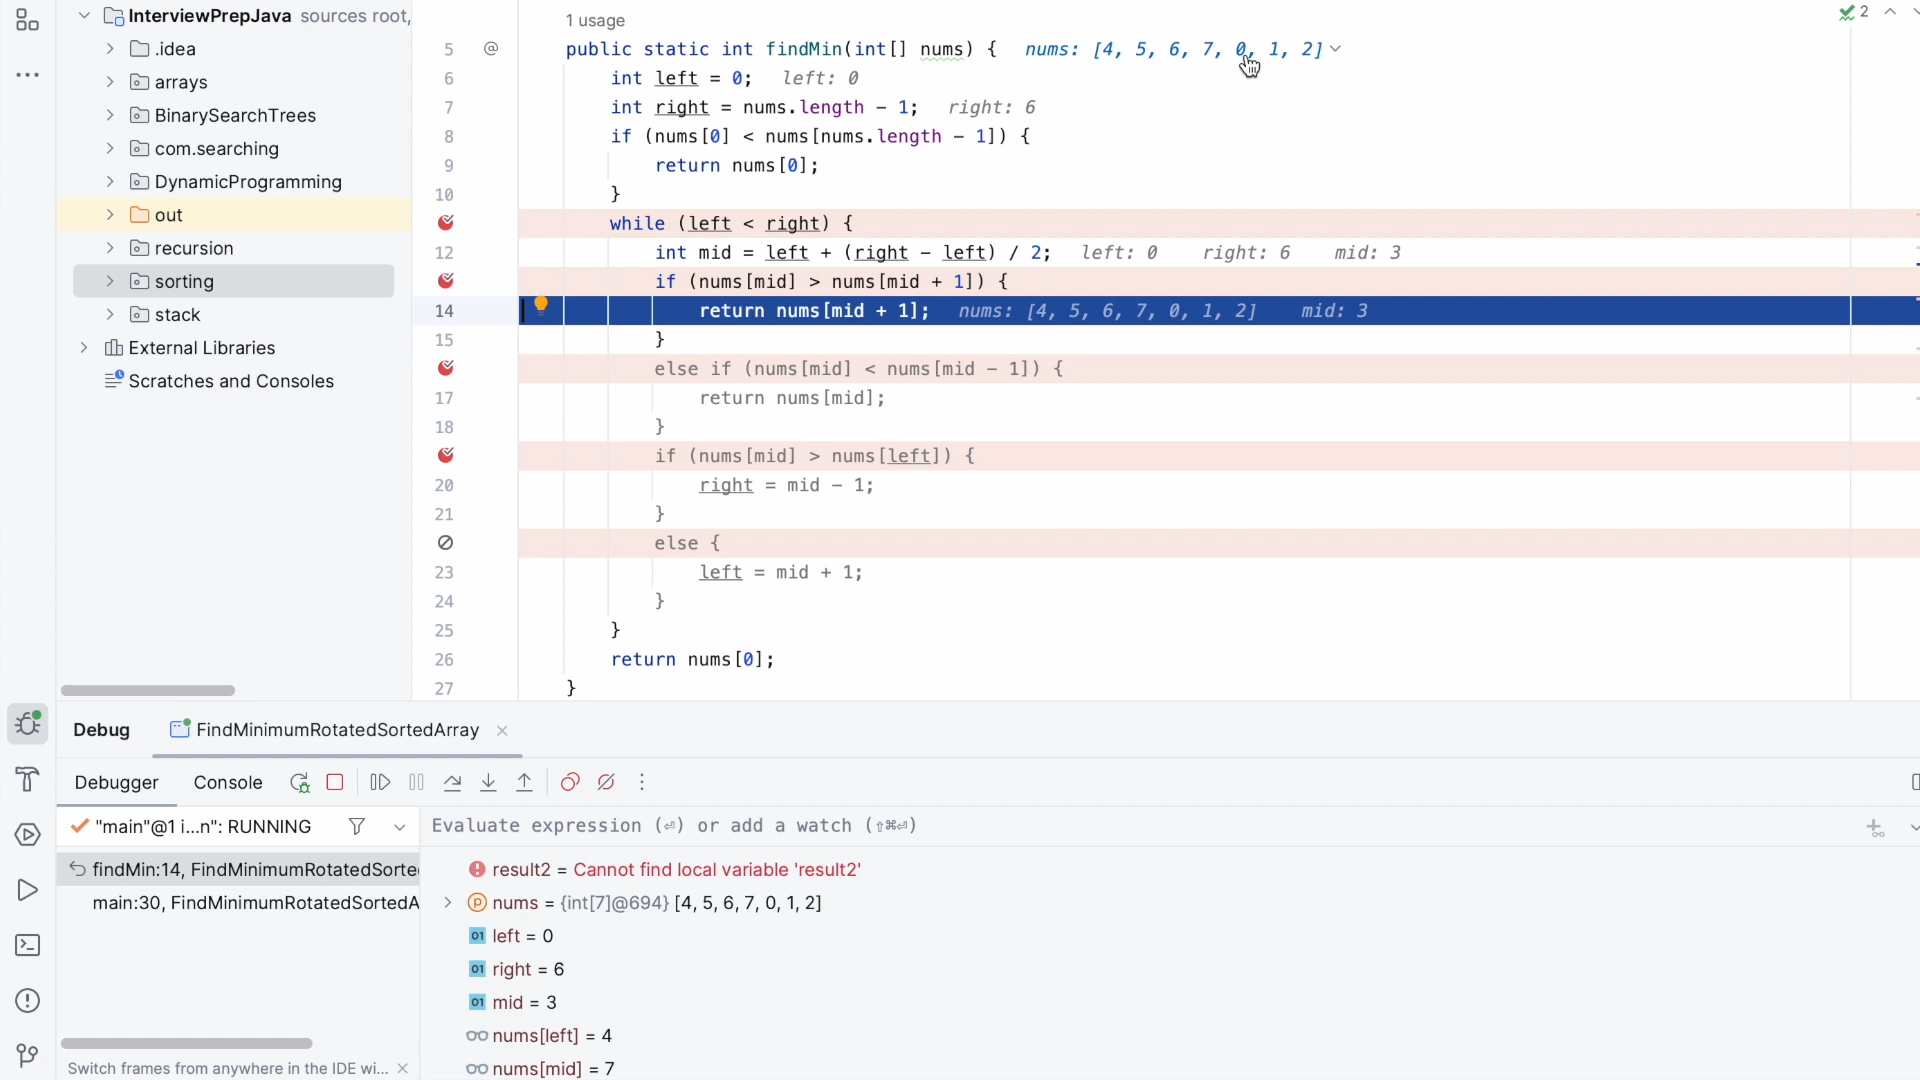 InterviewPrepJava sources root,
.idea
arrays
BinarySearchTrees
com.searching
DynamicProgramming
out
recursion
sorting
stack
External Libraries
Scratches and Consoles
1 usage
2
5 @ public static int findMin(int[] nums) { nums: [4, 5, 6, 7, 0, 1, 2]
6 int left = 0; left: 0
7 int right = nums.length - 1; right: 6
8 if (nums[0] < nums[nums.length - 1]) {
9 return nums[0];
10 }
while (left < right) {
12 int mid = left + (right - left) / 2; left: 0 right: 6 mid: 3
if (nums[mid] > nums[mid + 1]) {
14 return nums[mid + 1]; nums: [4, 5, 6, 7, 0, 1, 2] mid: 3
15 }
else if (nums[mid] < nums[mid - 1]) {
17 return nums[mid];
18 }
if (nums[mid] > nums[left]) {
20 right = mid - 1;
21 }
else {
23 left = mid + 1;
24 }
25 }
26 return nums[0];
27 }
Debug FindMinimumRotatedSortedArray
Debugger Console
"main"@1 i...n": RUNNING
findMin:14, FindMinimumRotatedSorte
main:30, FindMinimumRotatedSortedA
Switch frames from anywhere in the IDE wi...
Evaluate expression (⏎) or add a watch (⇧⌘⏎)
result2 = Cannot find local variable 'result2'
nums = {int[7]@694} [4, 5, 6, 7, 0, 1, 2]
01 left = 0
01 right = 6
01 mid = 3
nums[left] = 4
nums[mid] = 7